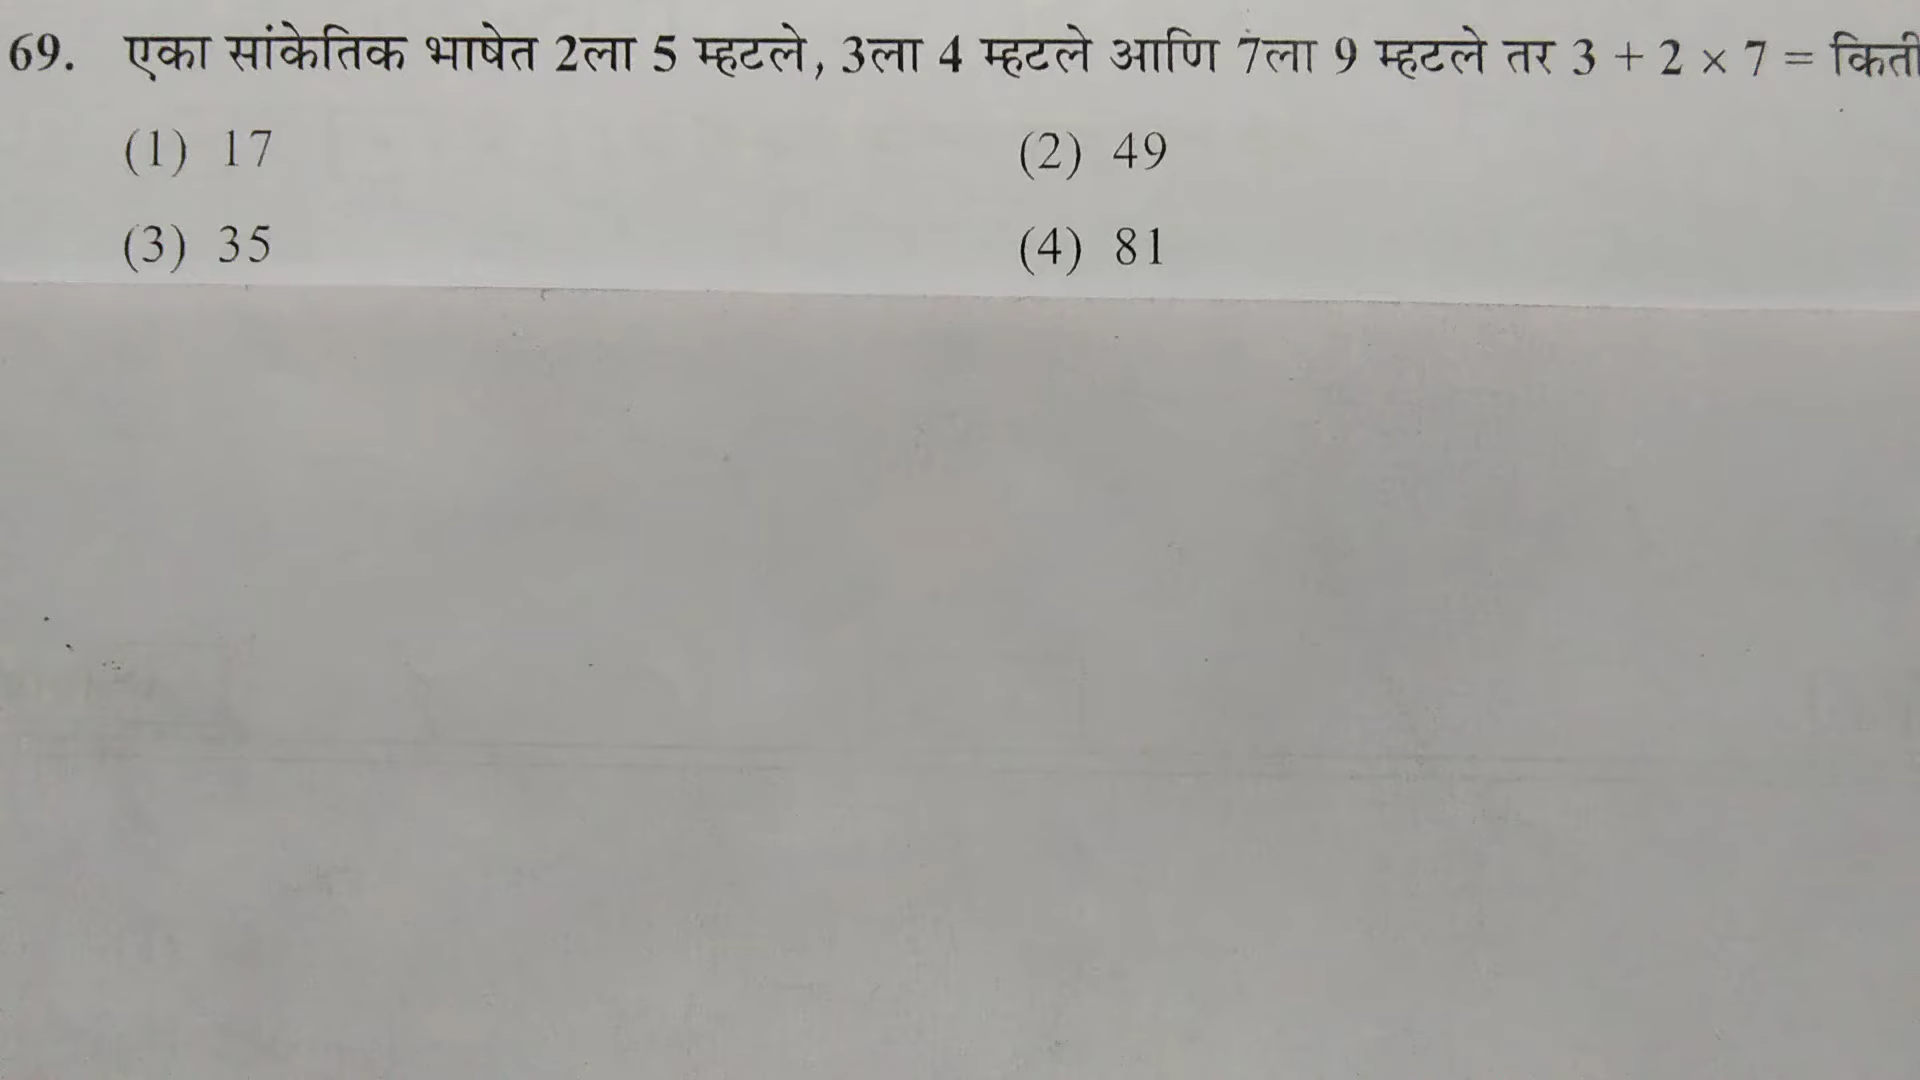 69. एका सांकेतिक भाषेत 2ला 5 म्हटले, 3ला 4 म्हटले आणि 7ला 9 म्हटले तर 3 + 2 × 7 = किती
(1) 17 (2) 49
(3) 35 (4) 81